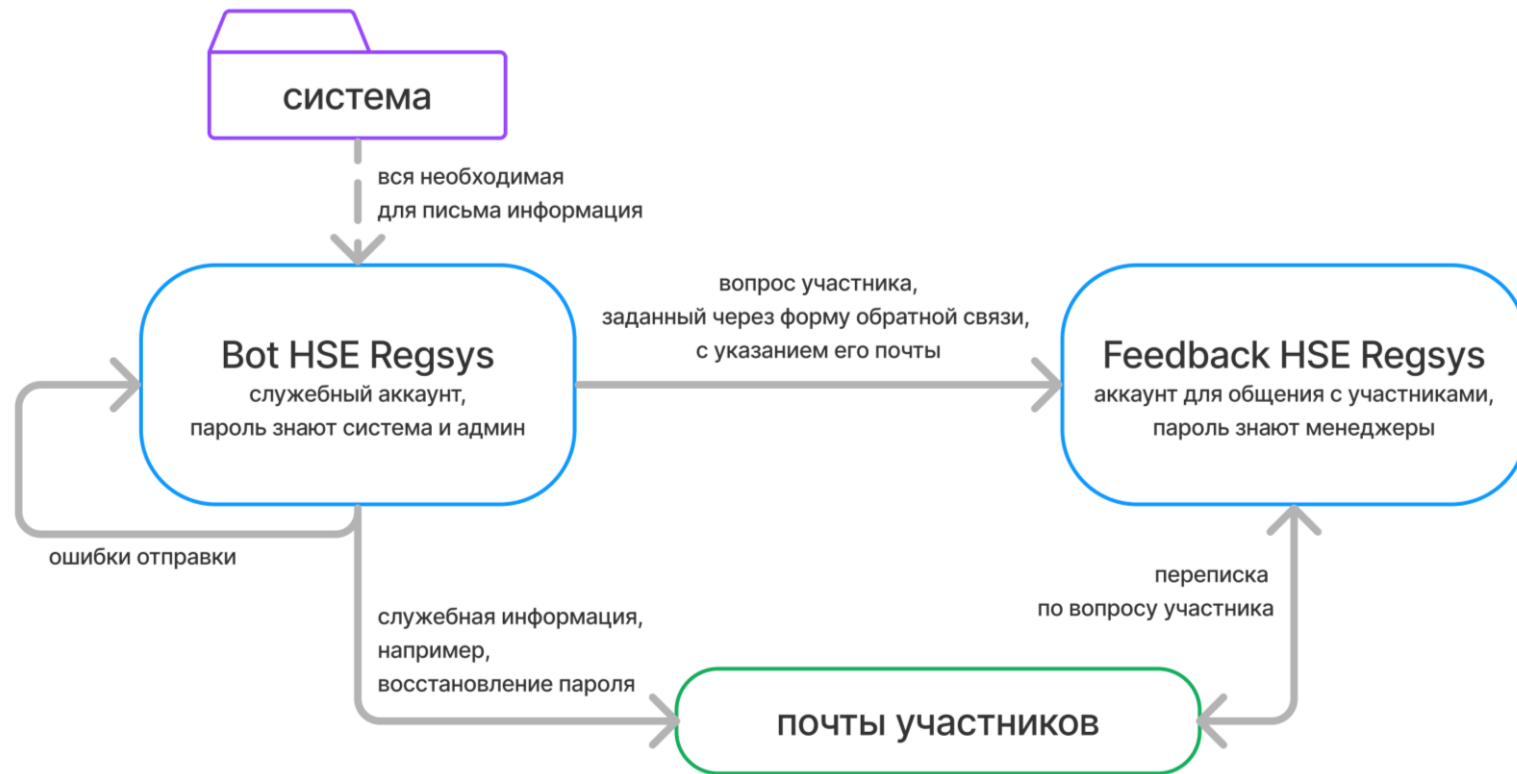 система
вся необходимая
для письма информация
вопрос участника,
заданный через форму обратной связи,
с указанием его почты
Bot HSE Regsys
служебный аккаунт,
пароль знают система и админ
Feedback HSE Regsys
аккаунт для общения с участниками,
пароль знают менеджеры
ошибки отправки
переписка
по вопросу участника
служебная информация,
например,
восстановление пароля
почты участников